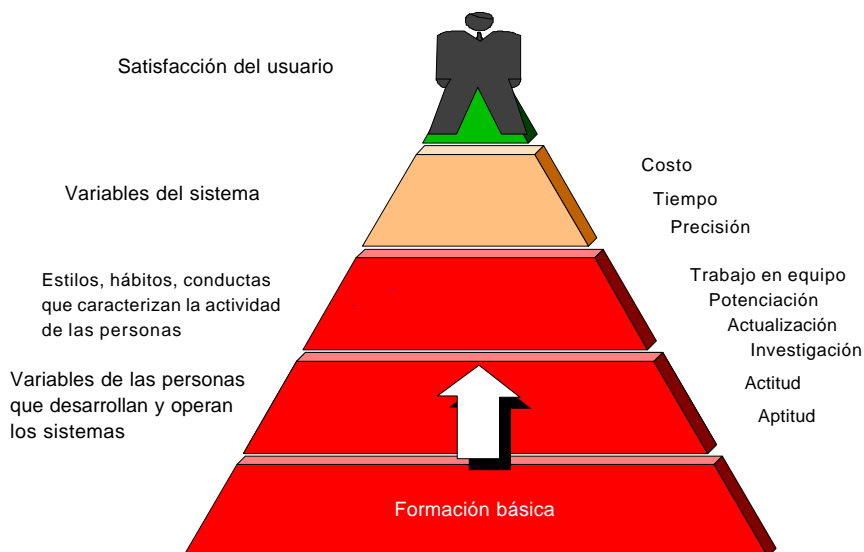 Satisfacción del usuario
Variables del sistema
Costo
Tiempo
Precisión
Estilos, hábitos, conductas
que caracterizan la actividad
de las personas
Trabajo en equipo
Potenciación
Actualización
Investigación
Variables de las personas
que desarrollan y operan
los sistemas
Actitud
Aptitud
Formación básica